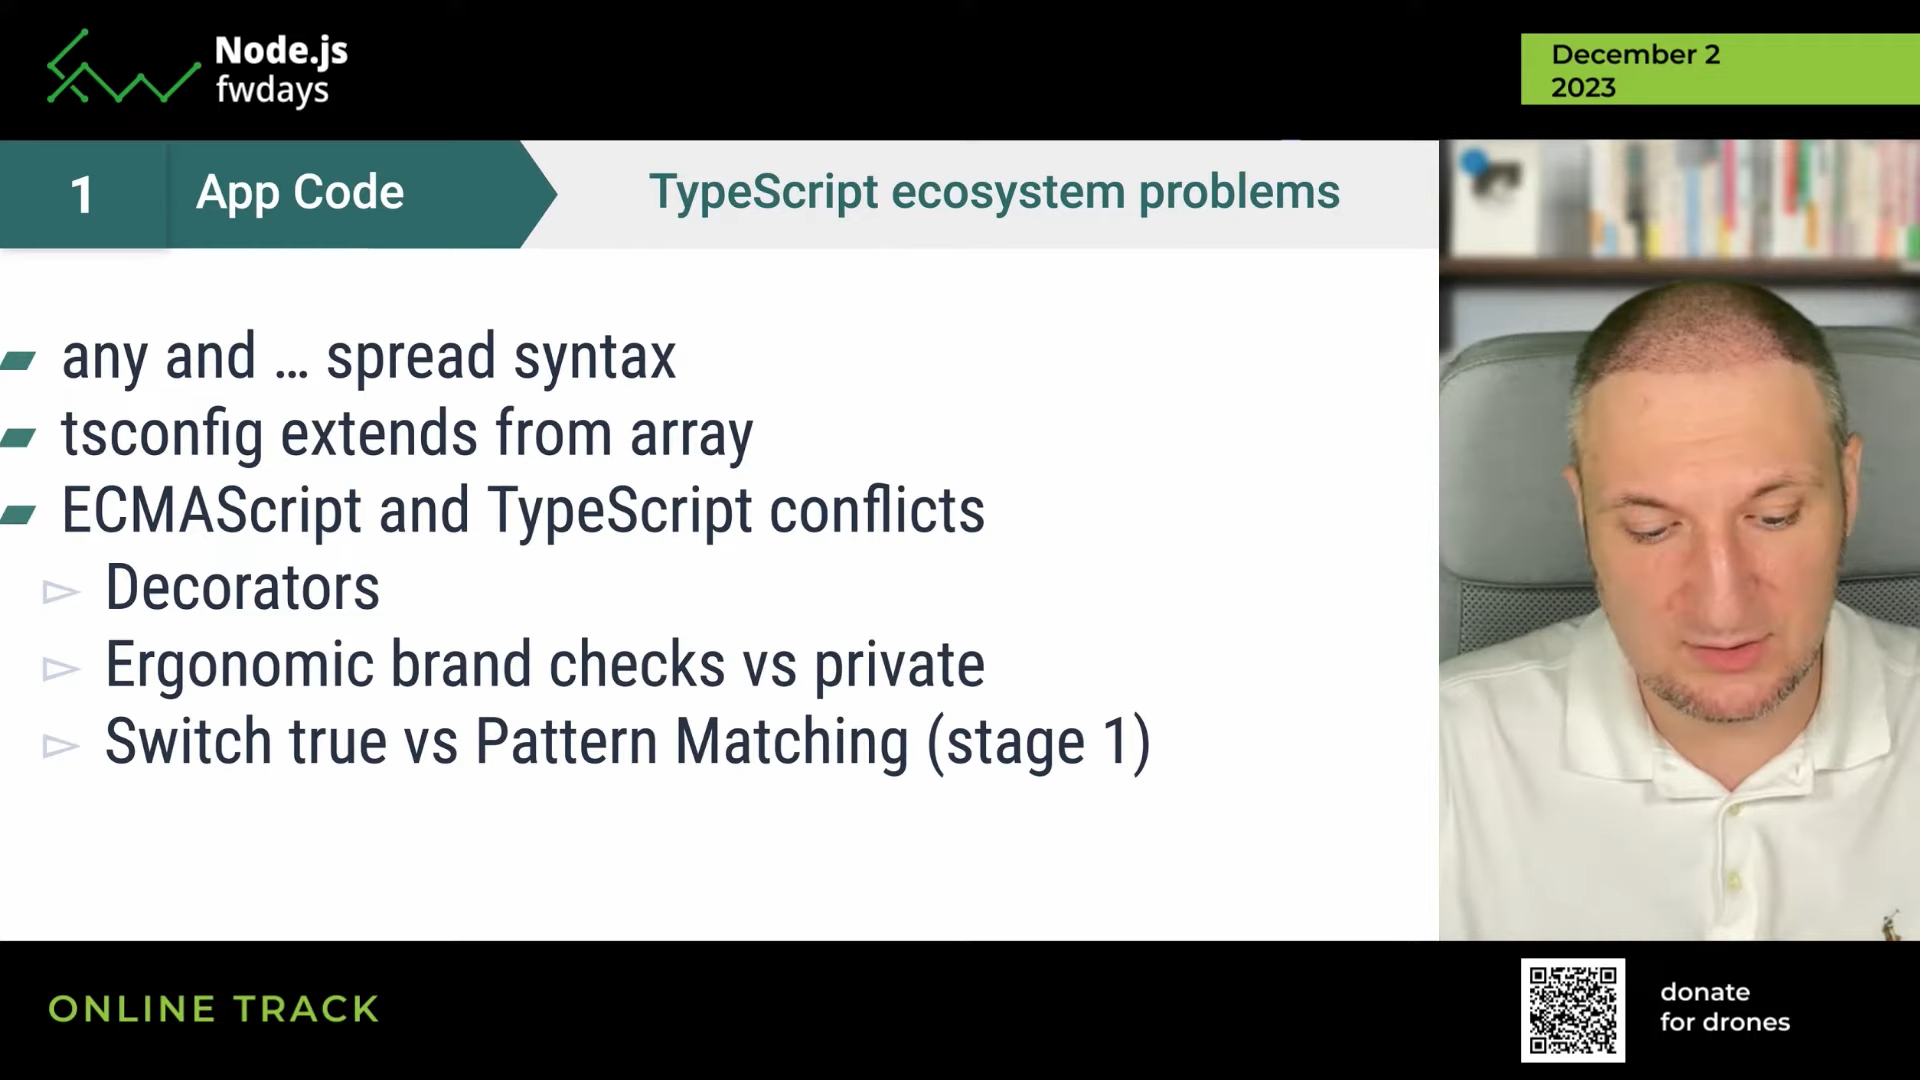 Node.js
fwdays
December 2
2023
1
App Code
TypeScript ecosystem problems
any and … spread syntax
tsconfig extends from array
ECMAScript and TypeScript conflicts
Decorators
Ergonomic brand checks vs private
Switch true vs Pattern Matching (stage 1)
ONLINE TRACK
donate
for drones